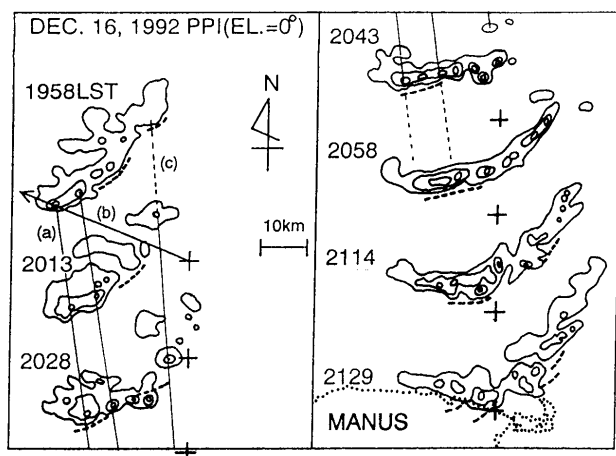 DEC. 16, 1992 PPI(EL.=0°)
1958LST
N
(c)
(b)
(a)
10km
2013
2028
2043
2058
2114
2129
MANUS